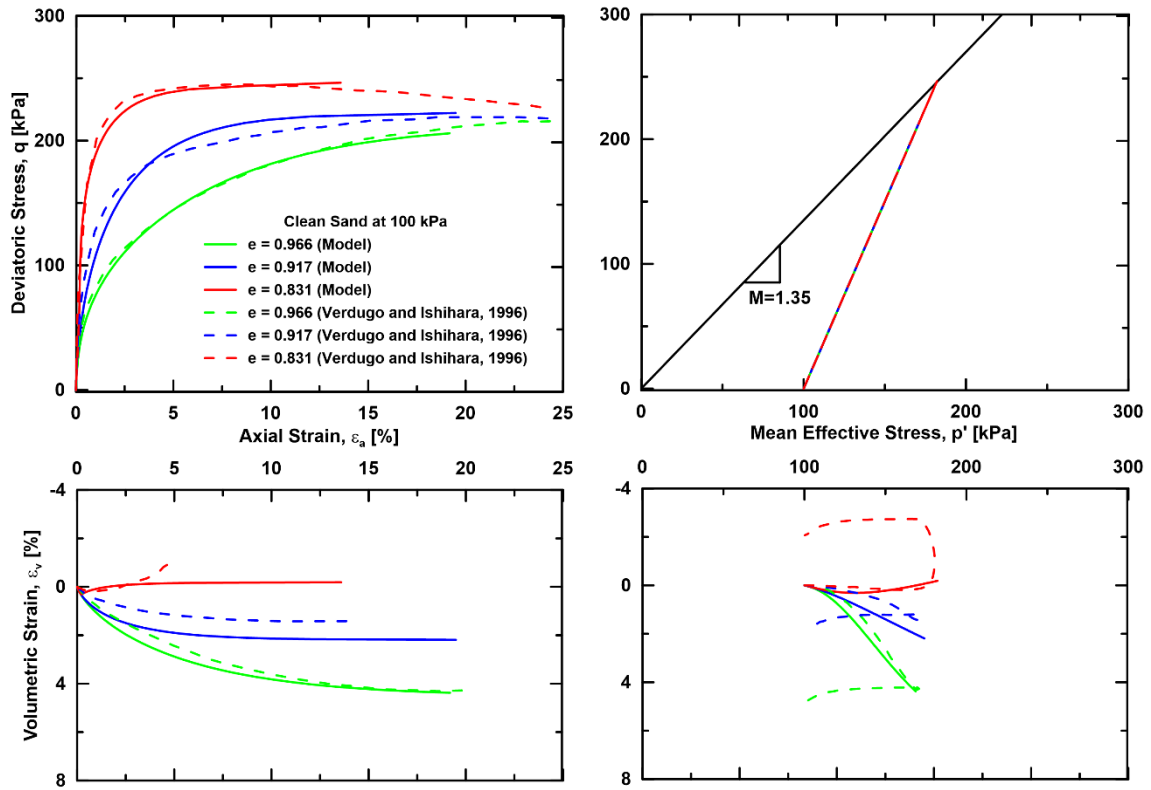 300
200
100
0
Deviatoric Stress, q [kPa]
Clean Sand at 100 kPa
e = 0.966 (Model)
e = 0.917 (Model)
e = 0.831 (Model)
e = 0.966 (Verdugo and Ishihara, 1996)
e = 0.917 (Verdugo and Ishihara, 1996)
e = 0.831 (Verdugo and Ishihara, 1996)
0 5 10 15 20 25
Axial Strain, εa [%]
300
200
100
0
M=1.35
0 100 200 300
Mean Effective Stress, p' [kPa]
0 5 10 15 20 25
-4
0
4
8
Volumetric Strain, εv [%]
0 100 200 300
-4
0
4
8